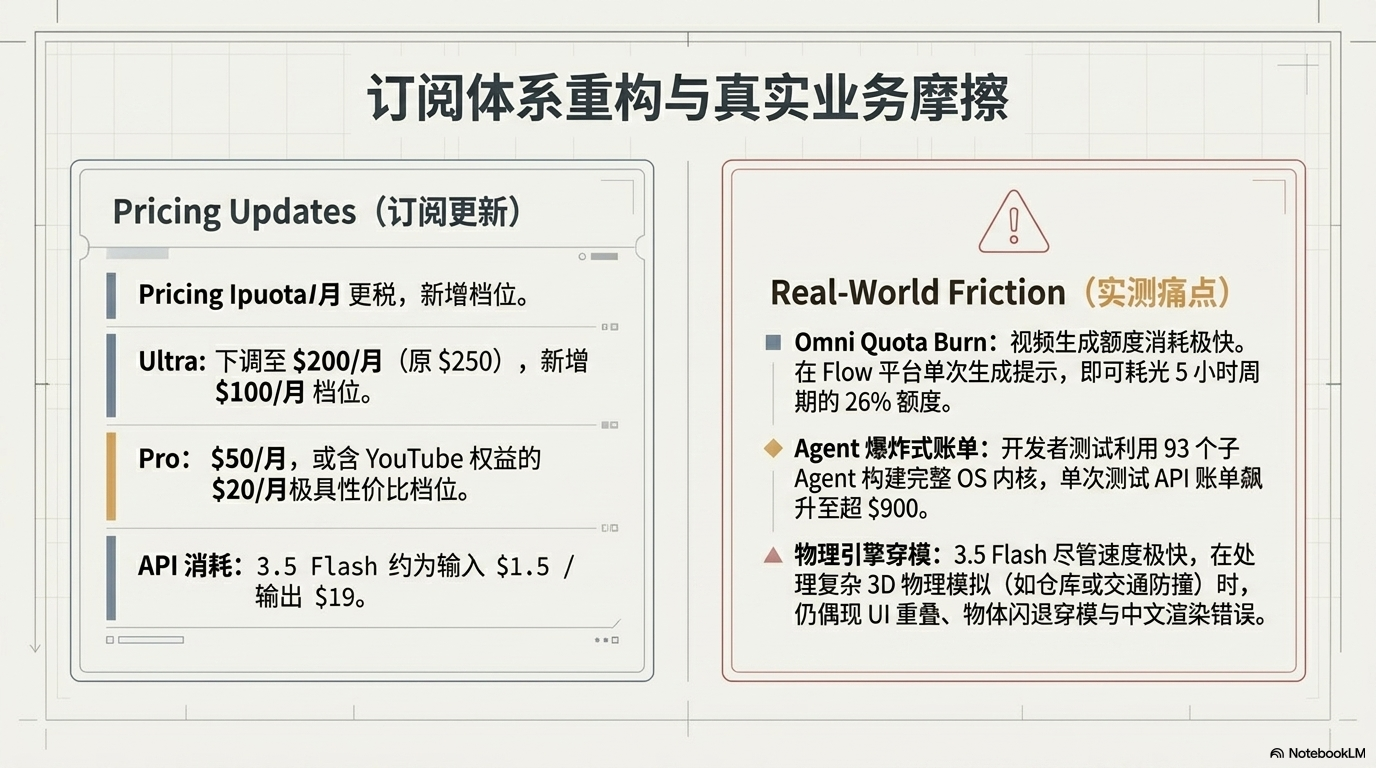 订阅体系重构与真实业务摩擦
Pricing Updates（订阅更新）
Pricing Ipuota/月 更税，新增档位。
Ultra: 下调至 $200/月（原 $250），新增
$100/月 档位。
Pro： $50/月，或含 YouTube 权益的
$20/月极具性价比档位。
API 消耗：3.5 Flash 约为输入 $1.5 /
输出 $19。
Real-World Friction（实测痛点）
Omni Quota Burn：视频生成额度消耗极快。
在 Flow 平台单次生成提示，即可耗光 5 小时周
期的 26% 额度。
Agent 爆炸式账单：开发者测试利用 93 个子
Agent 构建完整 OS 内核，单次测试 API 账单飙
升至超 $900。
物理引擎穿模：3.5 Flash 尽管速度极快，在处
理复杂 3D 物理模拟（如仓库或交通防撞）时，
仍偶现 UI 重叠、物体闪退穿模与中文渲染错误。
NotebookLM